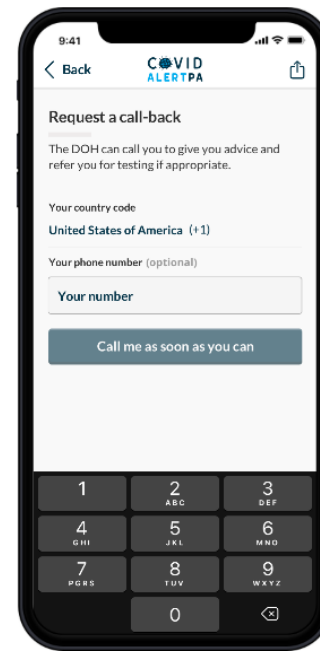 9:41
Back
COVID
ALERTPA
Request a call-back
The DOH can call you to give you advice and
refer you for testing if appropriate.
Your country code
United States of America (+1)
Your phone number (optional)
Your number
Call me as soon as you can
1 2 3
ABC DEF
4 5 6
GHI JKL MNO
7 8 9
PQRS TUV WXYZ
0